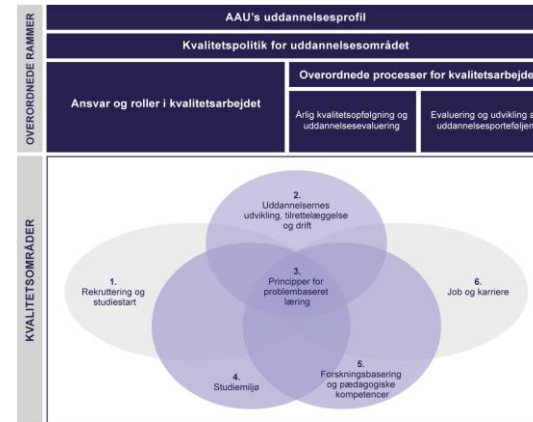 OVERORDNEDE RAMMER
AAU's uddannelsesprofil
Kvalitetspolitik for uddannelsesområdet
Ansvar og roller i kvalitetsarbejdet
Overordnede processer for kvalitetsarbejde
Årlig kvalitetsopfølgning og
uddannelsesevaluering
Evaluering og udvikling a
uddannelsesporteføljen
KVALITETSOMRÅDER
1.
Rekruttering og
studiestart
2.
Uddannelsernes
udvikling, tilrettelæggelse
og drift
3.
Principper for
problembaseret
læring
4.
Studiemiljø
5.
Forskningsbasering
og pædagogiske
kompetencer
6.
Job og karriere